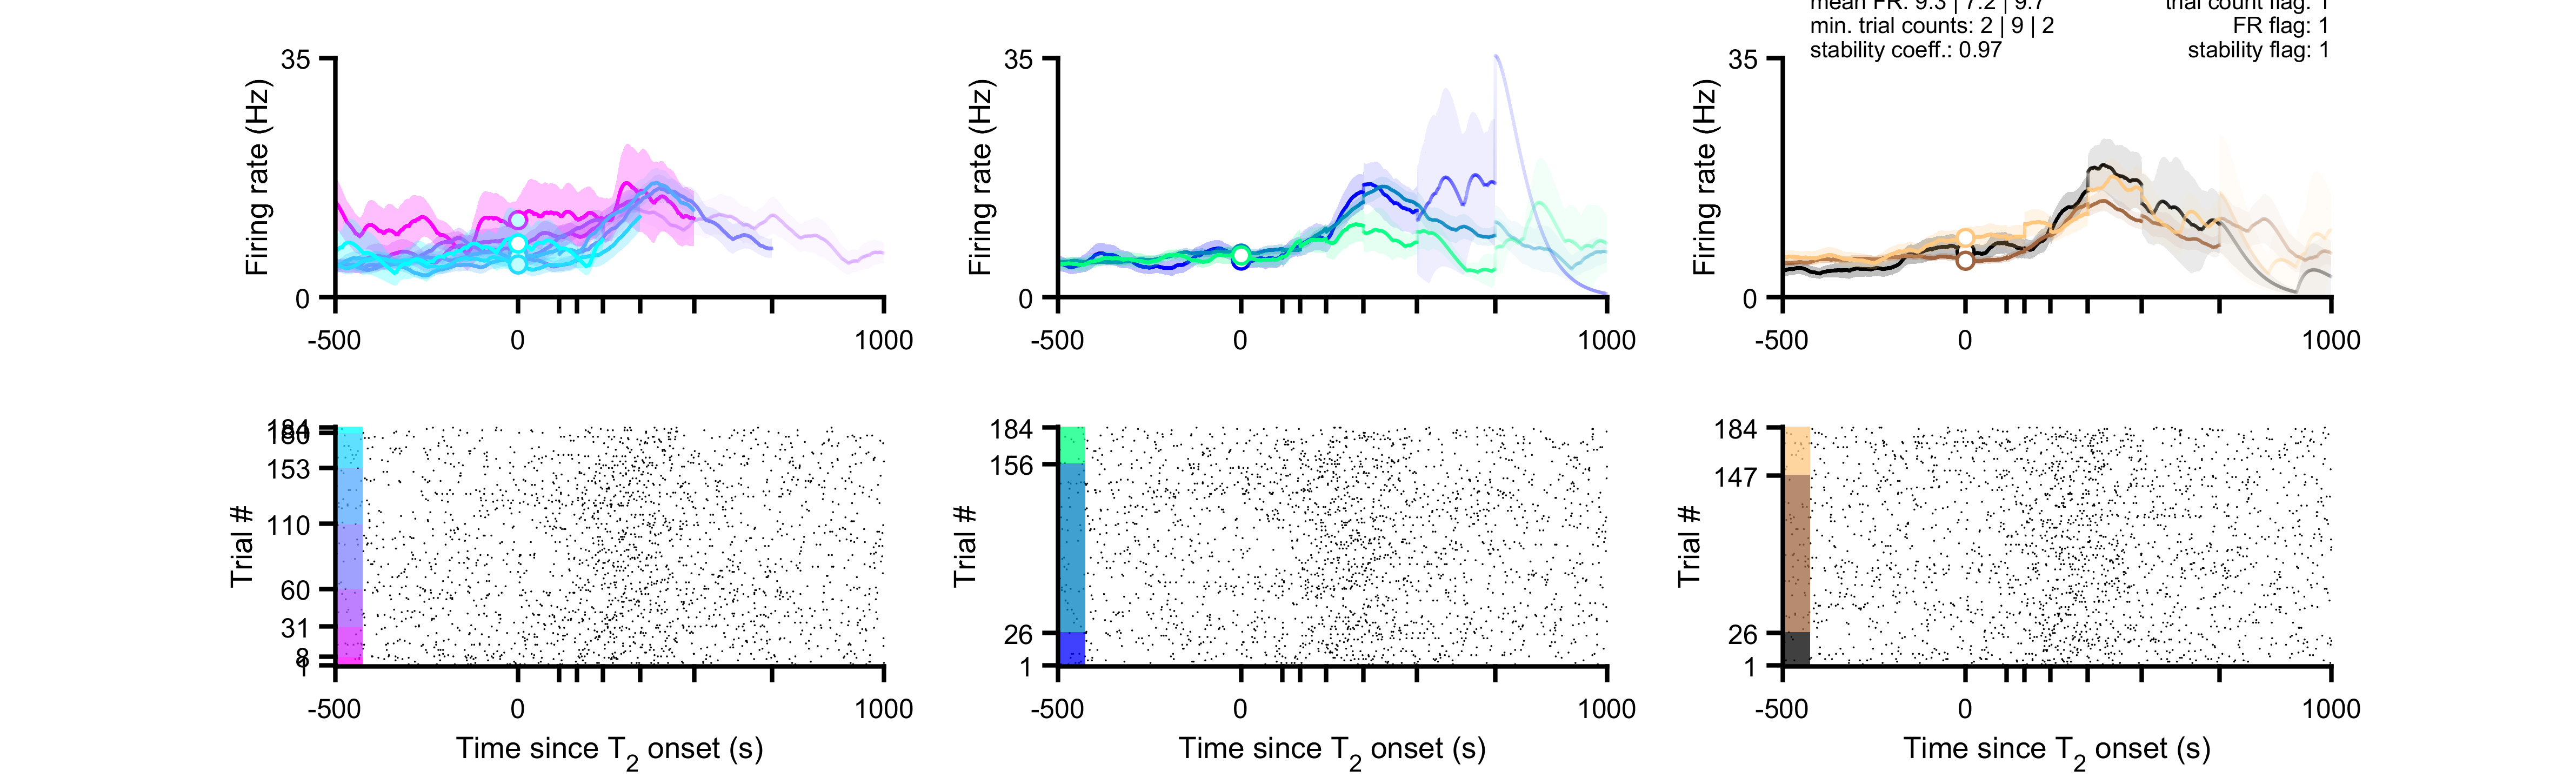 mean FR: 9.3 | 7.2 | 9.7 trial count flag: 1
min. trial counts: 2 | 9 | 2 FR flag: 1
stability coeff.: 0.97 stability flag: 1
35 35 35
Firing rate (Hz) Firing rate (Hz) Firing rate (Hz)
0 0 0
-500 0 1000 -500 0 1000 -500 0 1000
184 184 184
180
153 156 147
110
Trial # Trial # Trial #
60
31 26 26
8
1 1 1
-500 0 1000 -500 0 1000 -500 0 1000
Time since T2 onset (s) Time since T2 onset (s) Time since T2 onset (s)